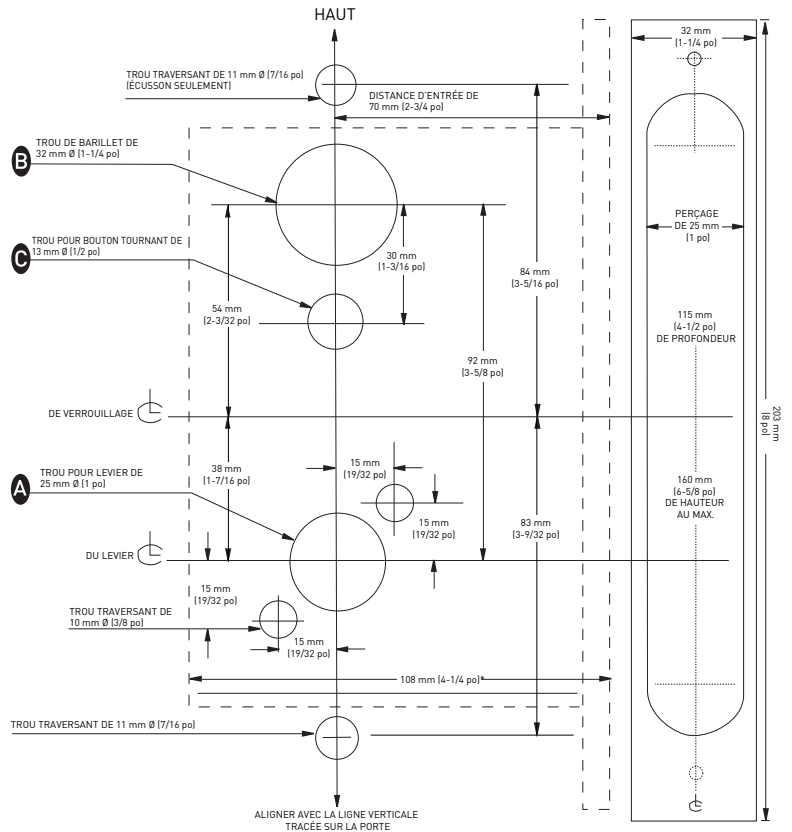 HAUT
TROU TRAVERSANT DE 11 mm Ø (7/16 po)
(ÉCUSSON SEULEMENT)
DISTANCE D'ENTRÉE DE
70 mm (2-3/4 po)
32 mm
(1-1/4 po)
B
TROU DE BARILLET DE
32 mm Ø (1-1/4 po)
C
TROU POUR BOUTON TOURNANT DE
13 mm Ø (1/2 po)
30 mm
(1-3/16 po)
84 mm
(3-5/16 po)
PERÇAGE
DE 25 mm
(1 po)
54 mm
(2-3/32 po)
92 mm
(3-5/8 po)
115 mm
(4-1/2 po)
DE PROFONDEUR
203 mm
(8 po)
DE VERROUILLAGE
38 mm
(1-7/16 po)
15 mm
(19/32 po)
A
TROU POUR LEVIER DE
25 mm Ø (1 po)
15 mm
(19/32 po)
83 mm
(3-9/32 po)
160 mm
(6-5/8 po)
DE HAUTEUR
AU MAX.
DU LEVIER
15 mm
(19/32 po)
TROU TRAVERSANT DE
10 mm Ø (3/8 po)
15 mm
(19/32 po)
108 mm (4-1/4 po)*
TROU TRAVERSANT DE 11 mm Ø (7/16 po)
ALIGNER AVEC LA LIGNE VERTICALE
TRACÉE SUR LA PORTE